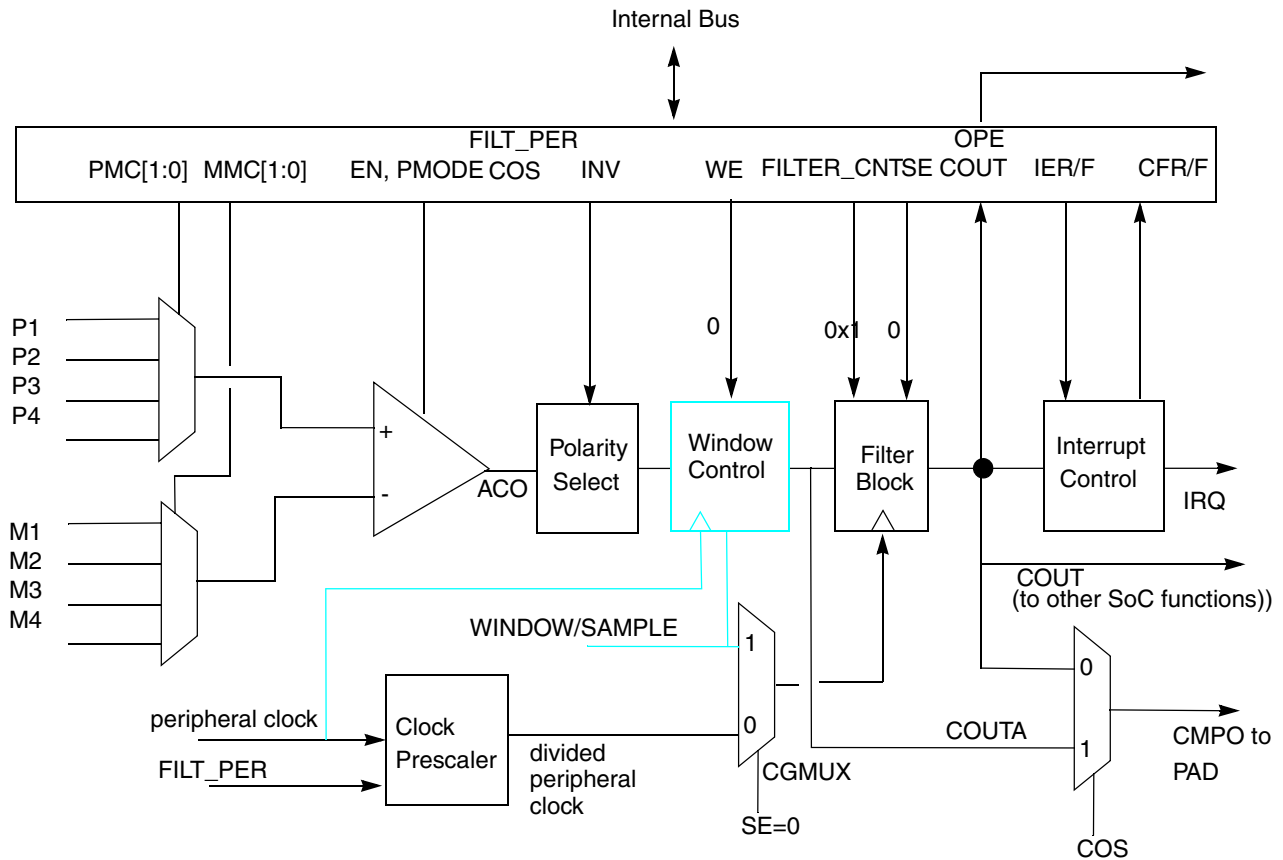 Internal Bus
FILT_PER
OPE
PMC[1:0] MMC[1:0] EN, PMODE COS INV WE FILTER_CNT SE COUT IER/F CFR/F
P1
P2
P3
P4
0
0x1
0
+
-
ACO
Polarity
Select
Window
Control
Filter
Block
Interrupt
Control
IRQ
M1
M2
M3
M4
COUT
(to other SoC functions))
WINDOW/SAMPLE
1
0
CGMUX
SE=0
peripheral clock
FILT_PER
Clock
Prescaler
divided
peripheral
clock
COUTA
0
1
CMPO to
PAD
COS